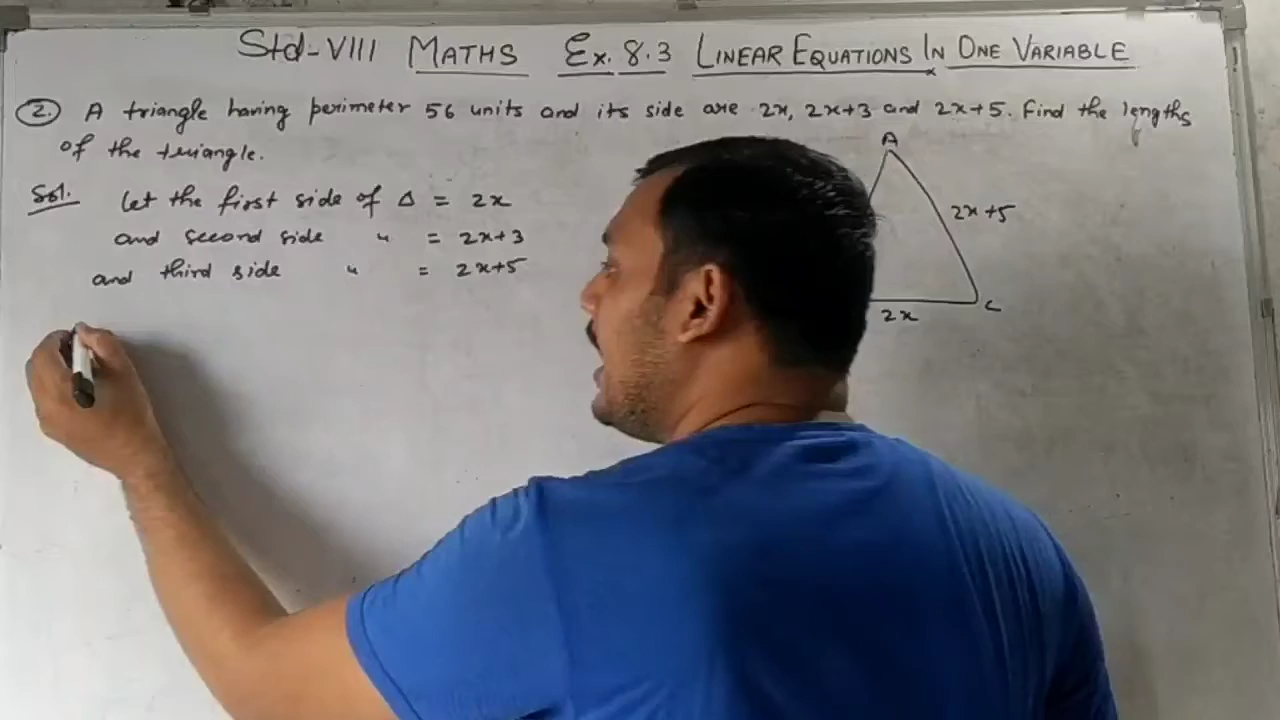 Std-VIII MATHS Ex. 8.3 LINEAR EQUATIONS IN ONE VARIABLE
2. A triangle having perimeter 56 units and its side are 2x, 2x+3 and 2x+5. Find the lengths
of the triangle.
Sol. Let the first side of Δ = 2x
and second side " = 2x+3
and third side " = 2x+5
A
2x+5
2x
C